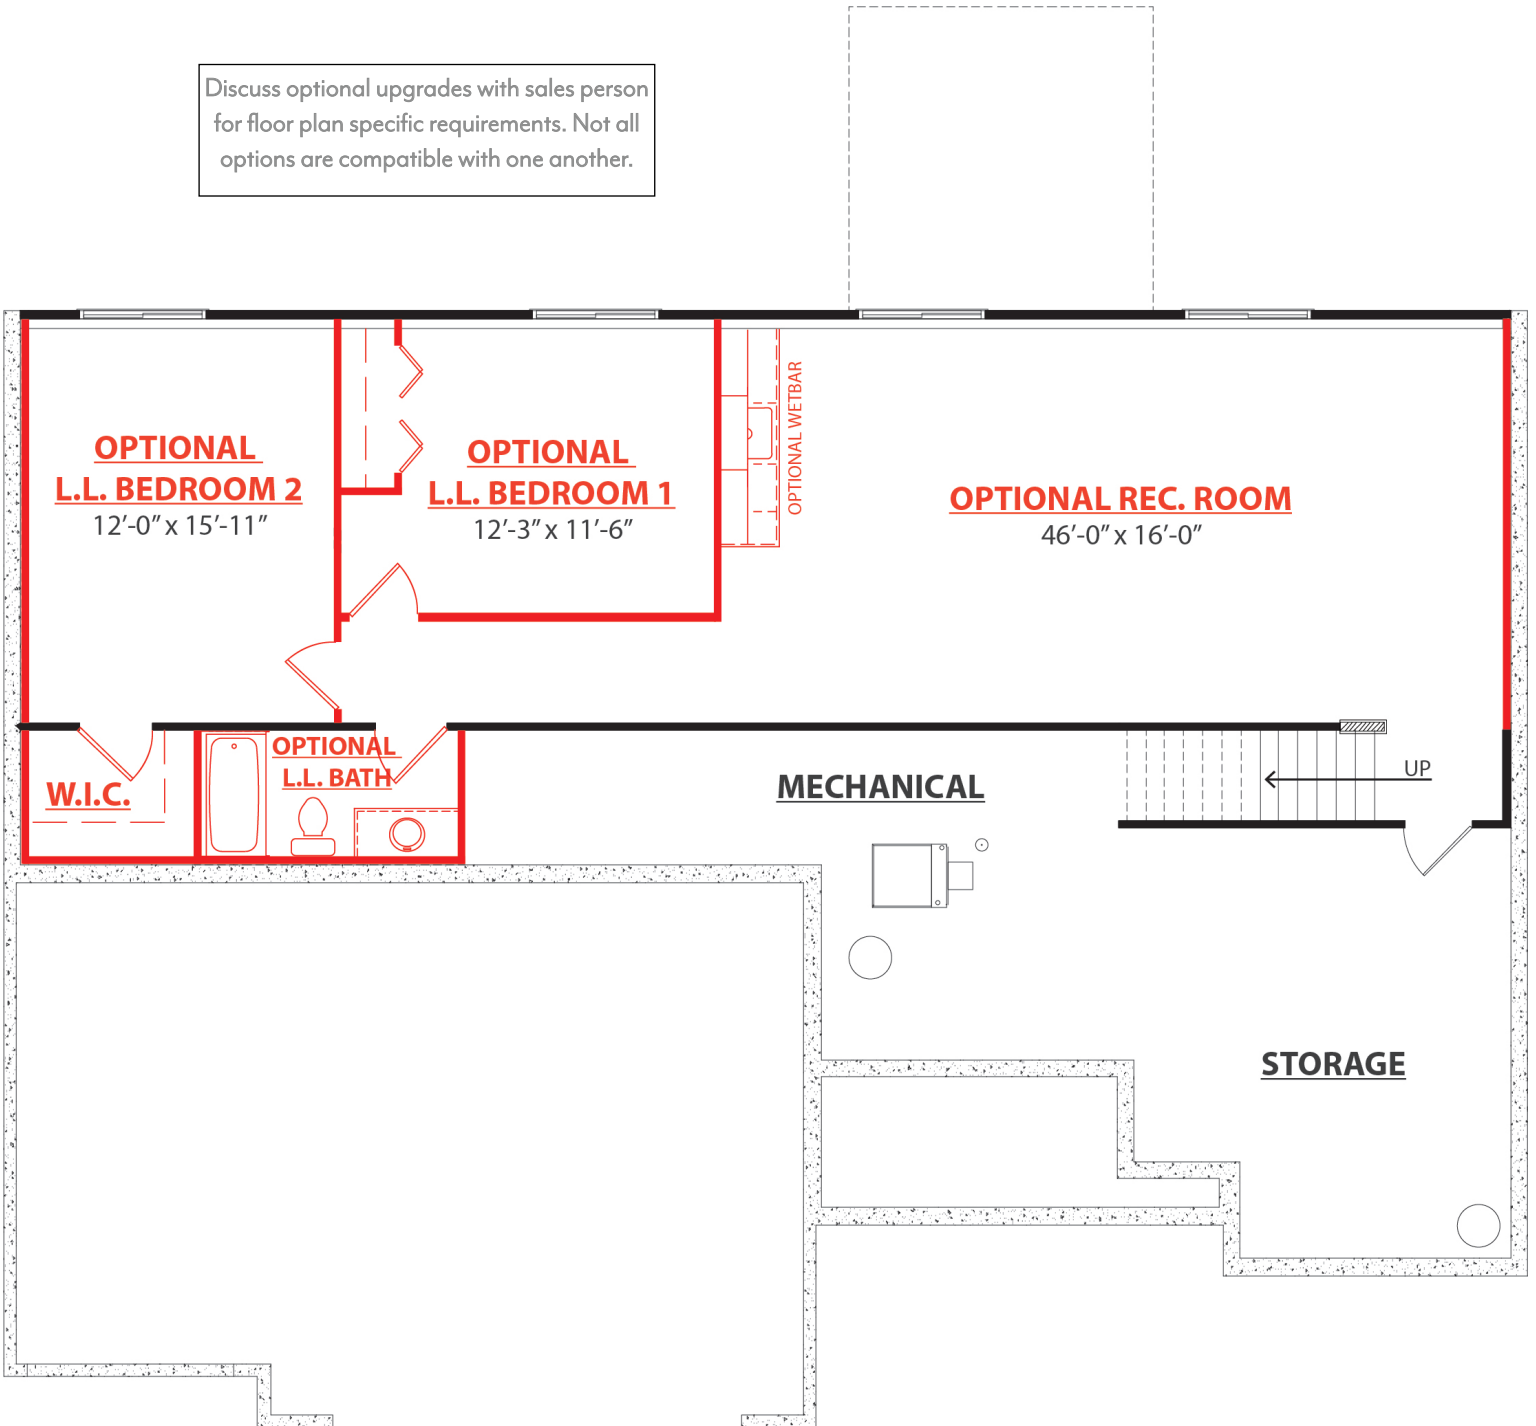 Discuss optional upgrades with sales person
for floor plan specific requirements. Not all
options are compatible with one another.
OPTIONAL
L.L. BEDROOM 2
12’-0” x 15’-11”
OPTIONAL
L.L. BEDROOM 1
12’-3” x 11’-6”
OPTIONAL WETBAR
OPTIONAL REC. ROOM
46’-0” x 16’-0”
W.I.C.
OPTIONAL
L.L. BATH
MECHANICAL
UP
STORAGE